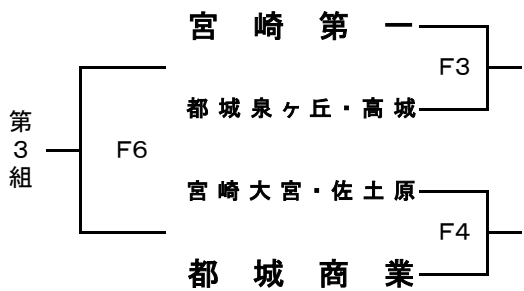 宮崎第一
F3
都城泉ヶ丘・高城
第3組
F6
宮崎大宮・佐土原
F4
都城商業